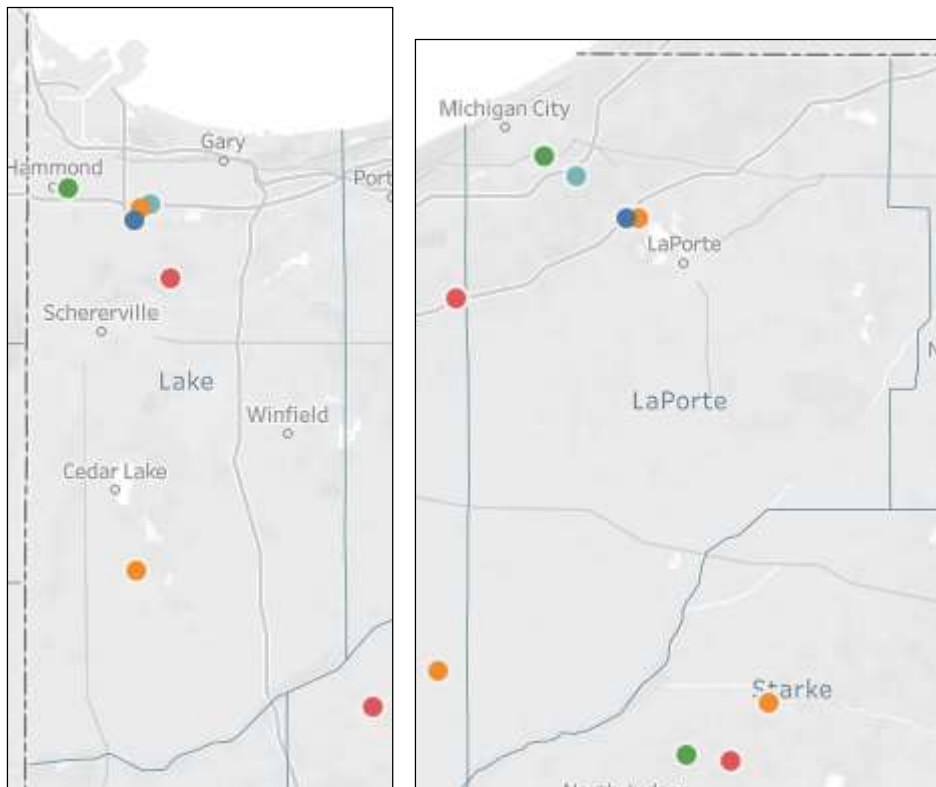 Gary
Hammond
Port
Schererville
Lake
Winfield
Cedar Lake
Michigan City
LaPorte
N
LaPorte
Starke